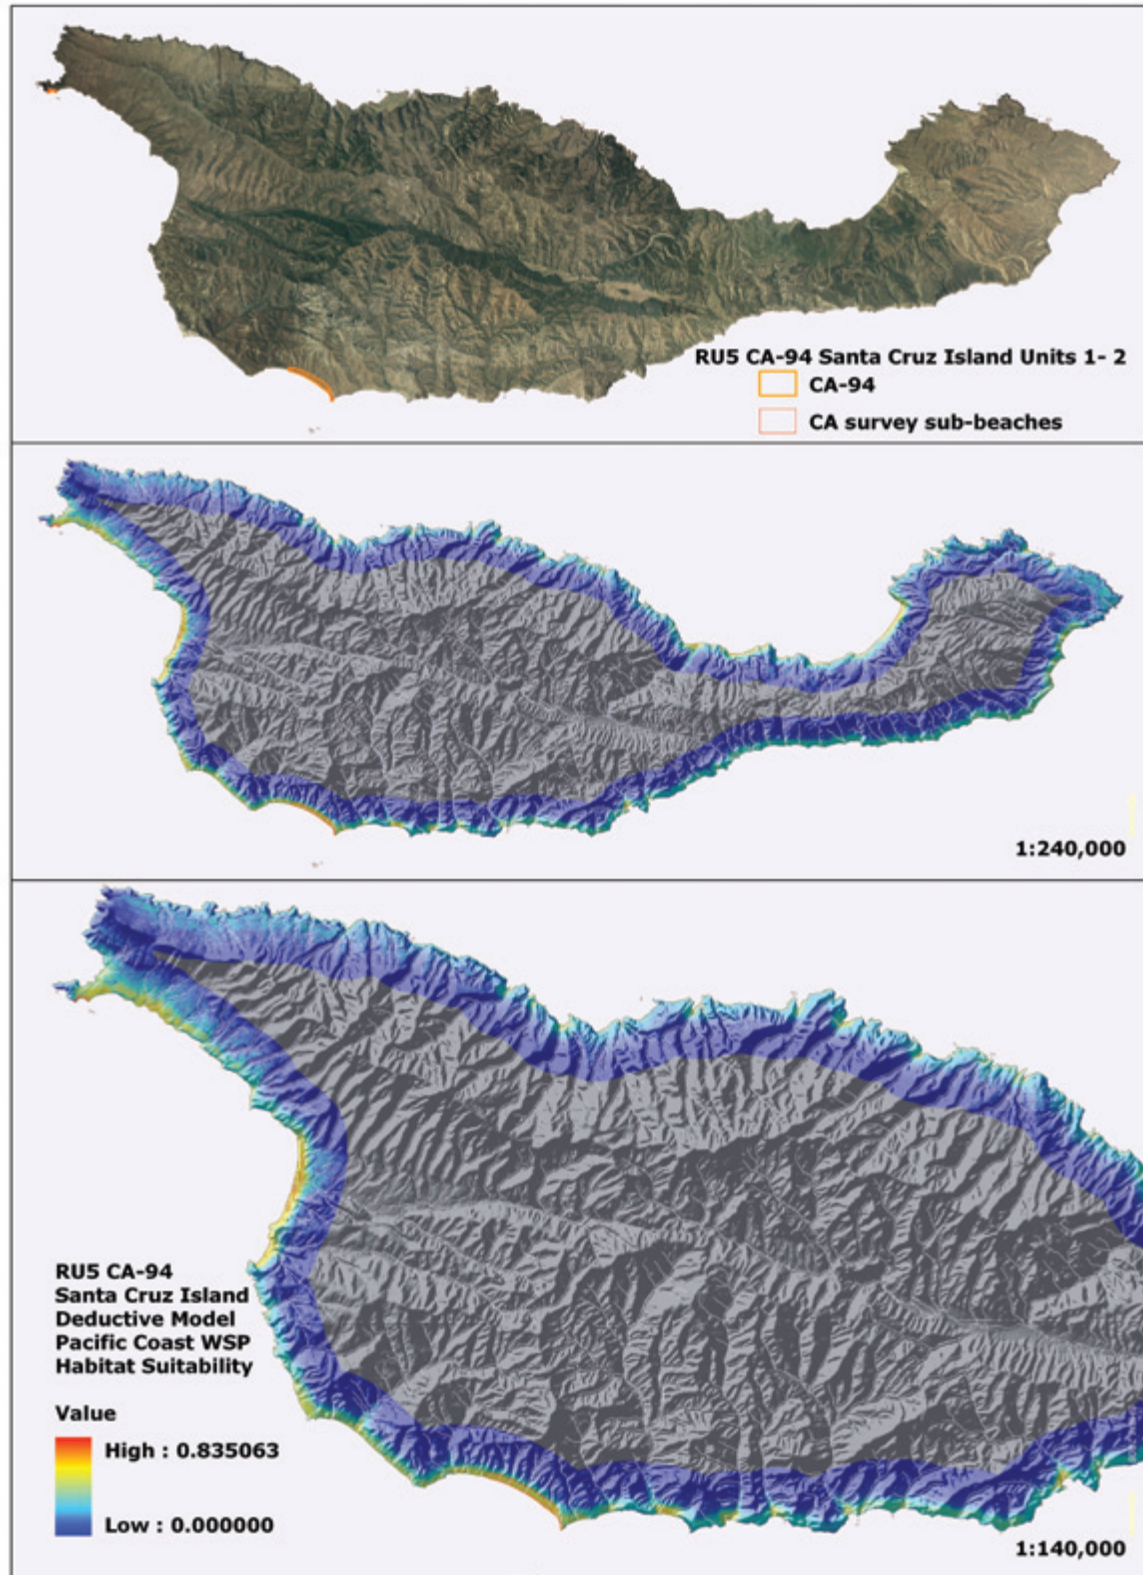 RU5 CA-94 Santa Cruz Island Units 1- 2
CA-94
CA survey sub-beaches
1:240,000
RU5 CA-94
Santa Cruz Island
Deductive Model
Pacific Coast WSP
Habitat Suitability
Value
High : 0.835063
Low : 0.000000
1:140,000